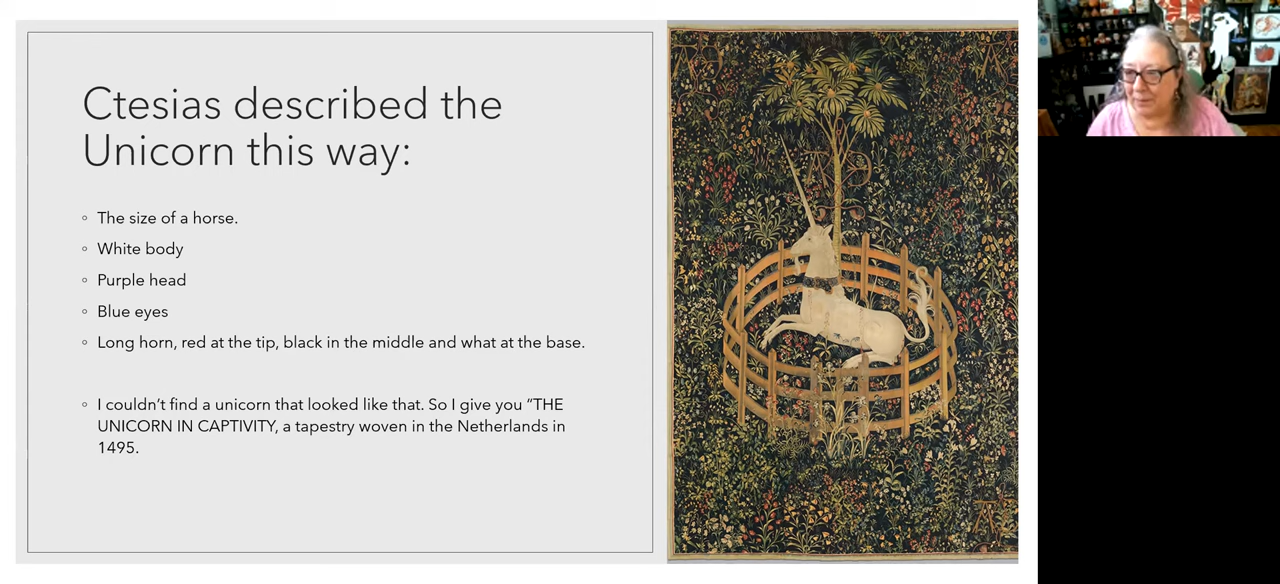 Ctesias described the
Unicorn this way:
The size of a horse.
White body
Purple head
Blue eyes
Long horn, red at the tip, black in the middle and what at the base.
I couldn’t find a unicorn that looked like that. So I give you “THE
UNICORN IN CAPTIVITY, a tapestry woven in the Netherlands in
1495.